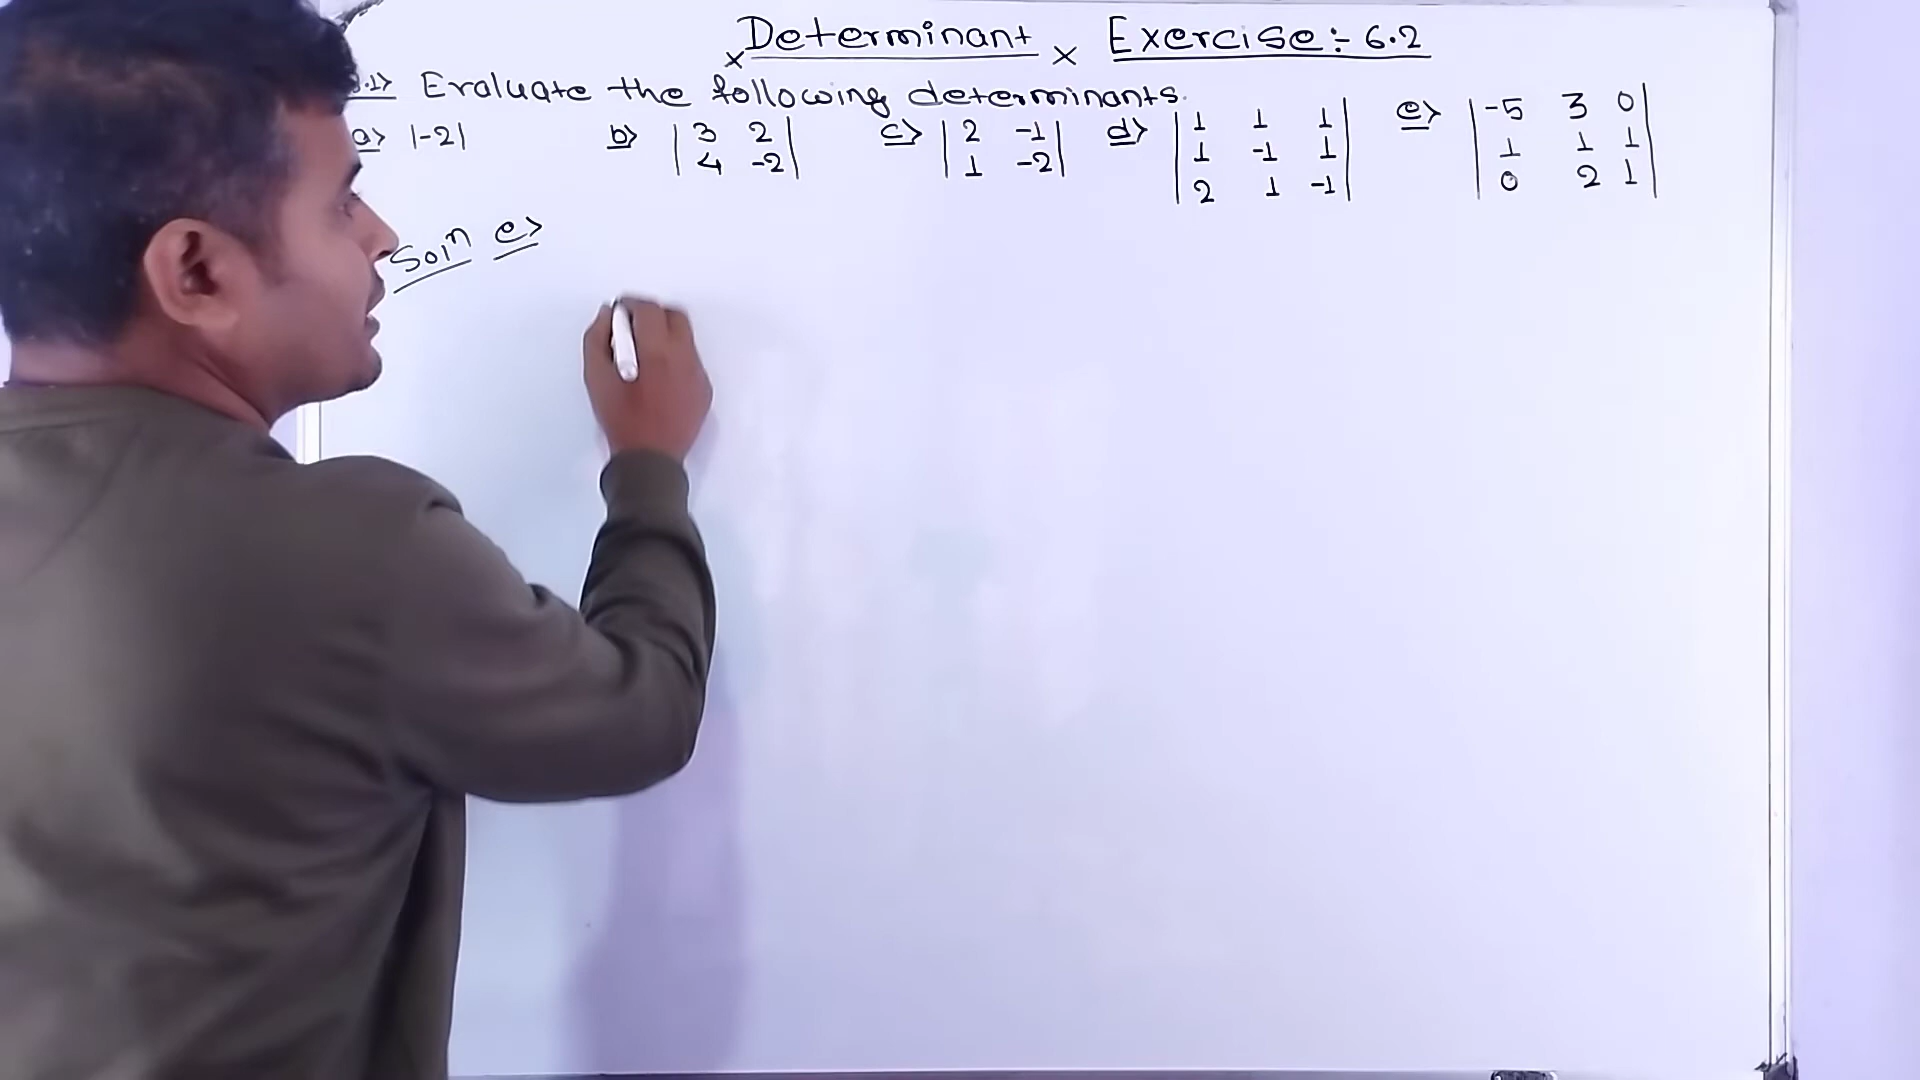 Determinant Exercise:- 6.2
.1> Evaluate the following determinants.
a> |-2| b> |3 2| c> |2 -1| d> |1 1 1| e> |-5 3 0|
|4 -2| |1 -2| |1 -1 1| |1 1 1|
|2 1 -1| |0 2 1|
Soln e>